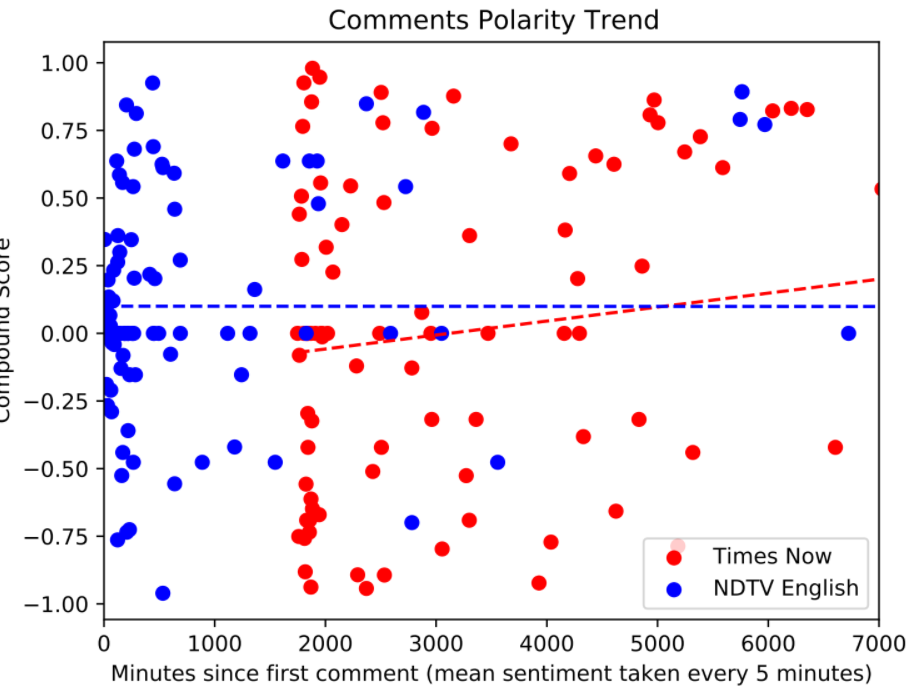 Comments Polarity Trend
Compound Score
1.00
0.75
0.50
0.25
0.00
−0.25
−0.50
−0.75
−1.00
Times Now
NDTV English
0 1000 2000 3000 4000 5000 6000 7000
Minutes since first comment (mean sentiment taken every 5 minutes)